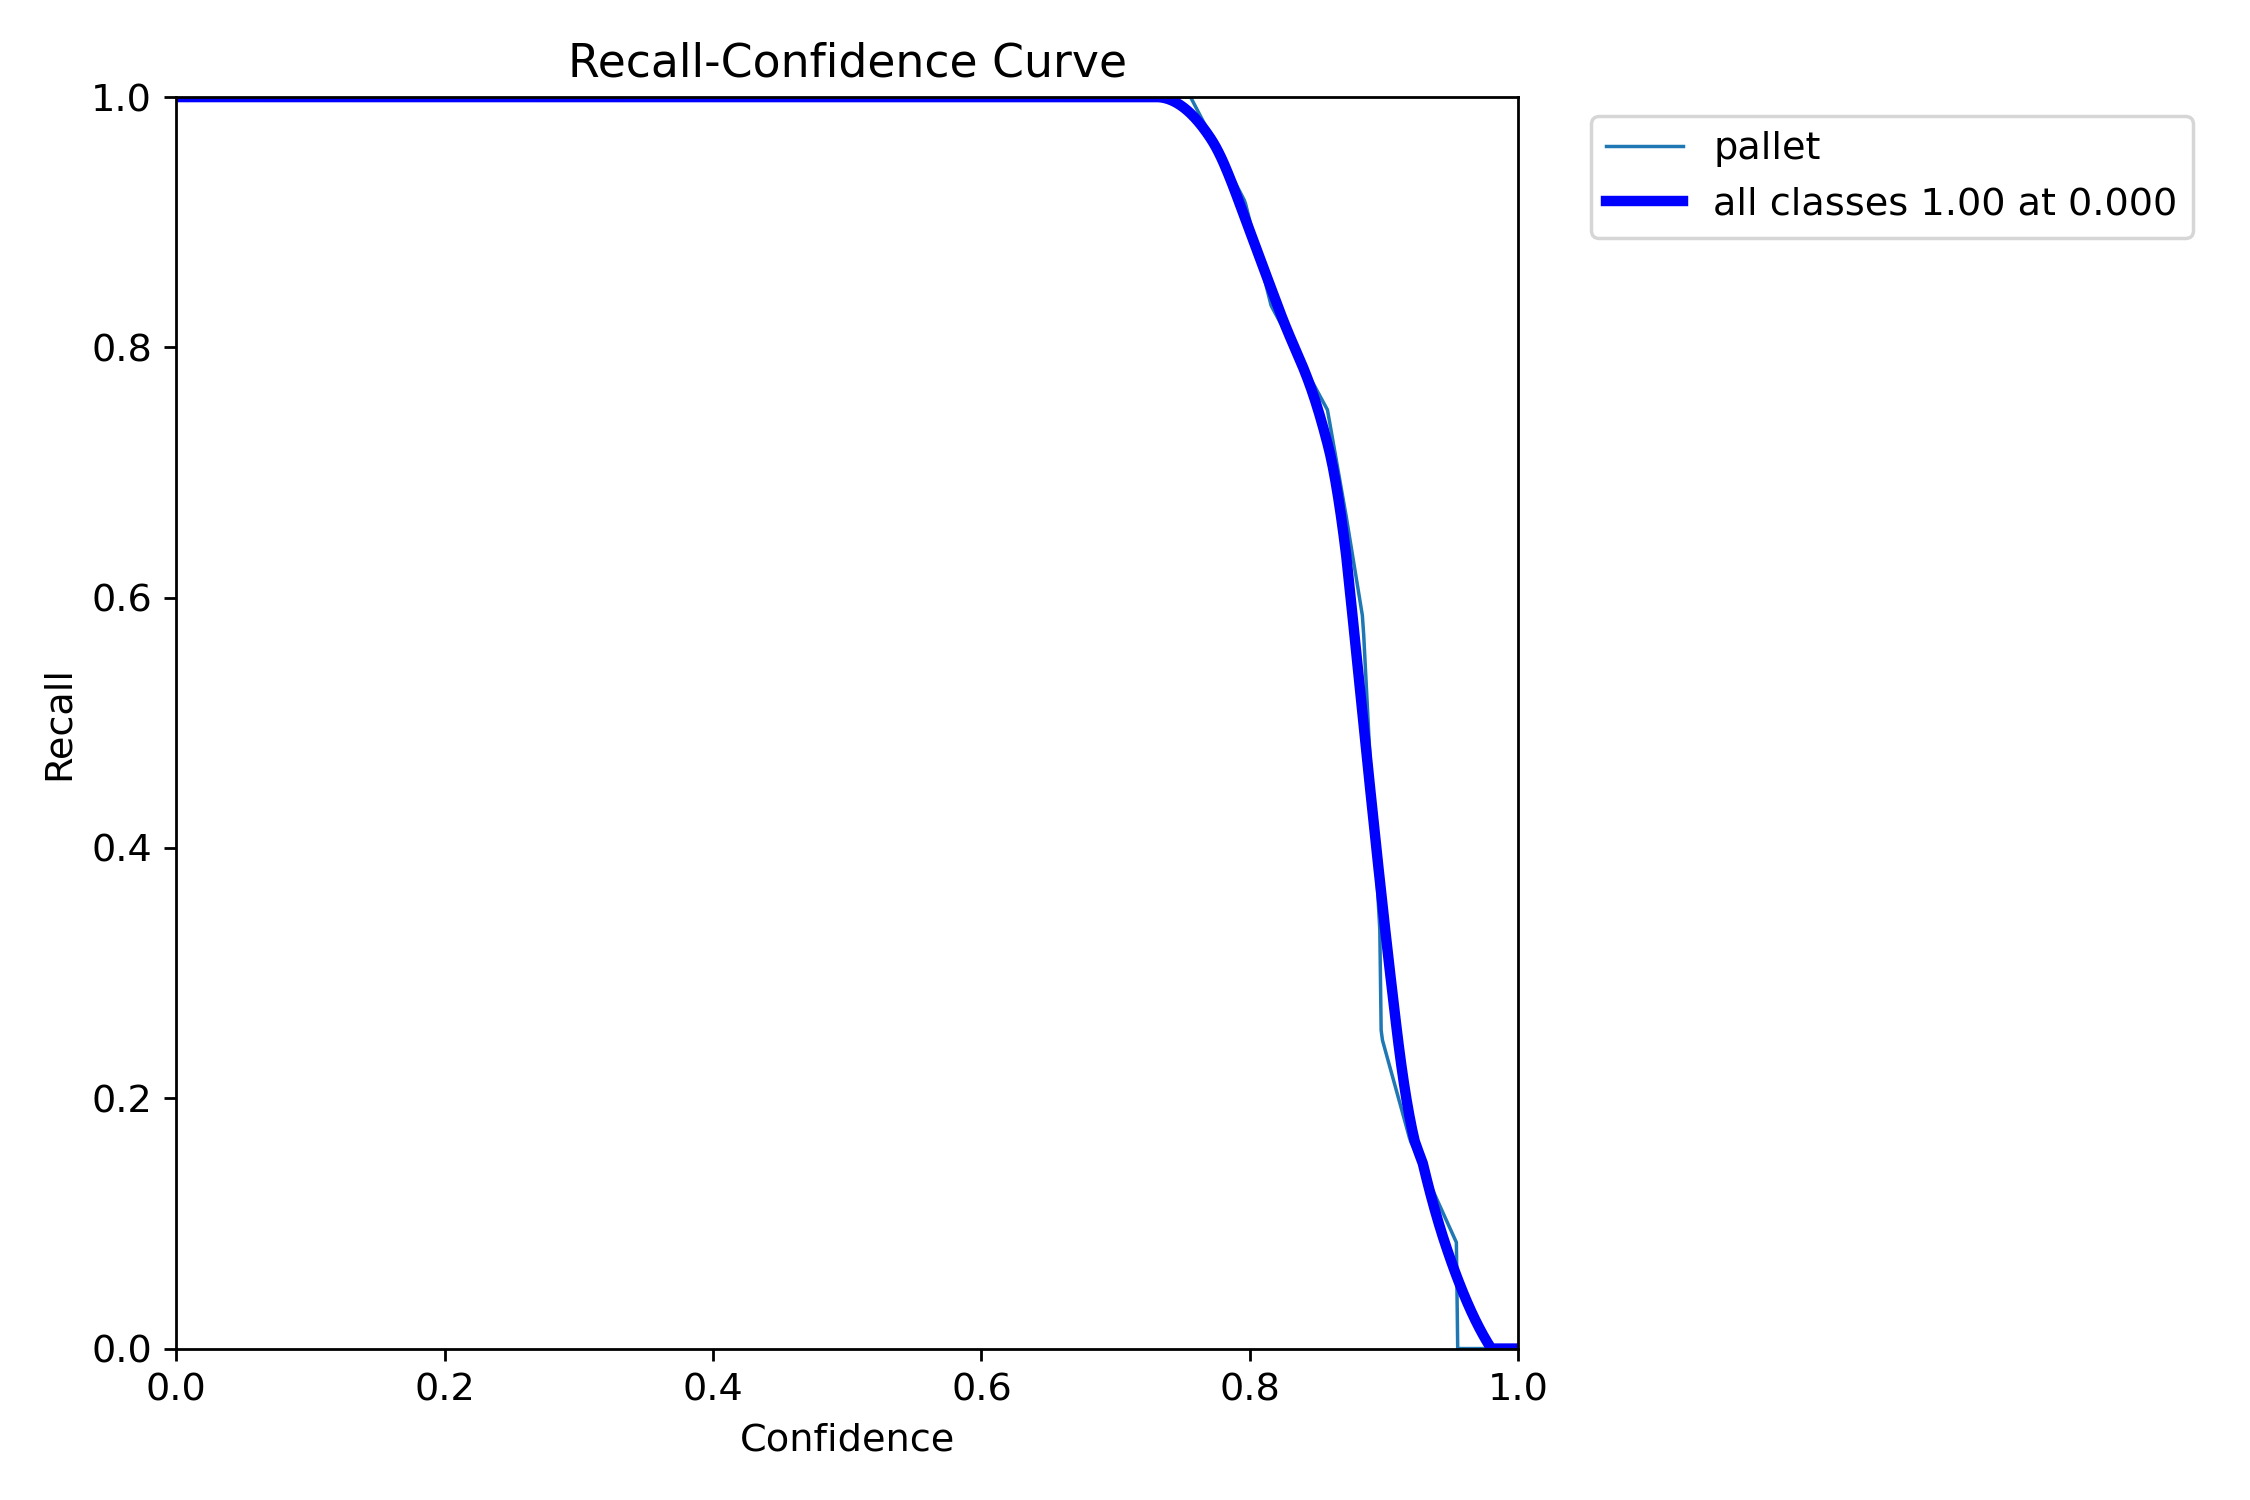 Recall-Confidence Curve
1.0
0.8
0.6
0.4
0.2
0.0
Recall
0.0 0.2 0.4 0.6 0.8 1.0
Confidence
pallet
all classes 1.00 at 0.000